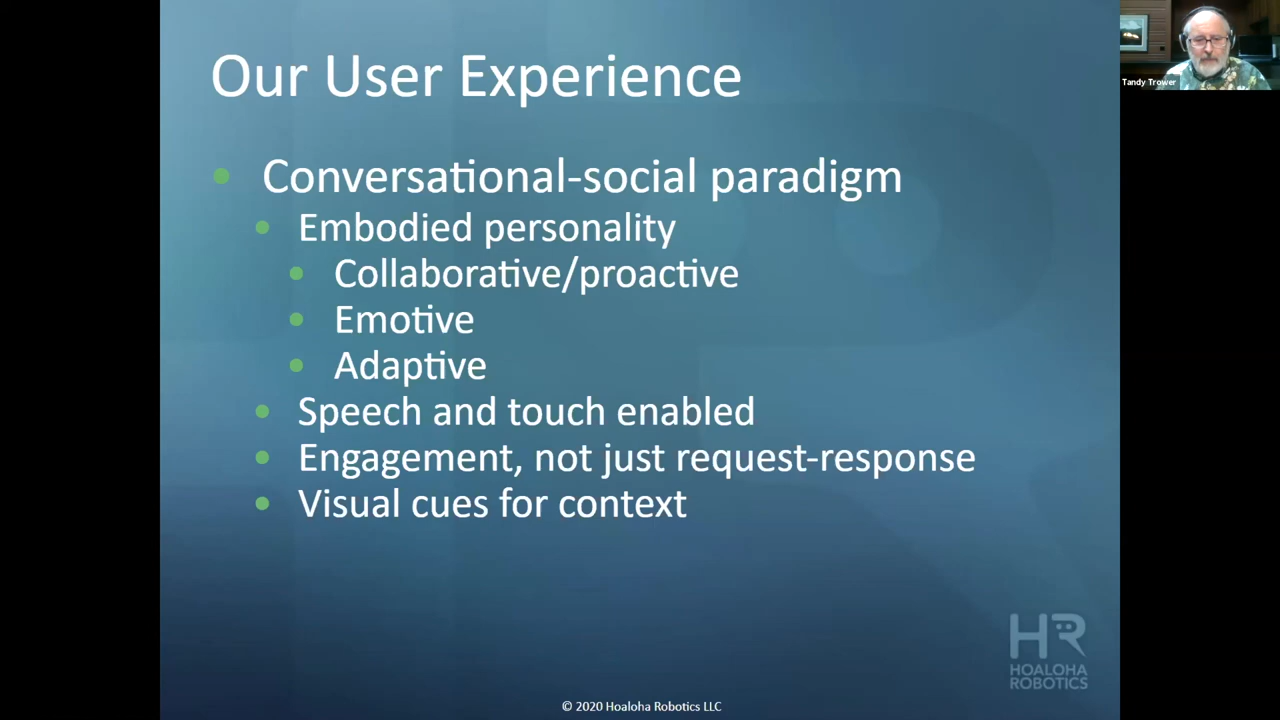 Our User Experience
Conversational-social paradigm
Embodied personality
Collaborative/proactive
Emotive
Adaptive
Speech and touch enabled
Engagement, not just request-response
Visual cues for context
HR
HOALOHA
ROBOTICS
© 2020 Hoaloha Robotics LLC
Tandy Trower